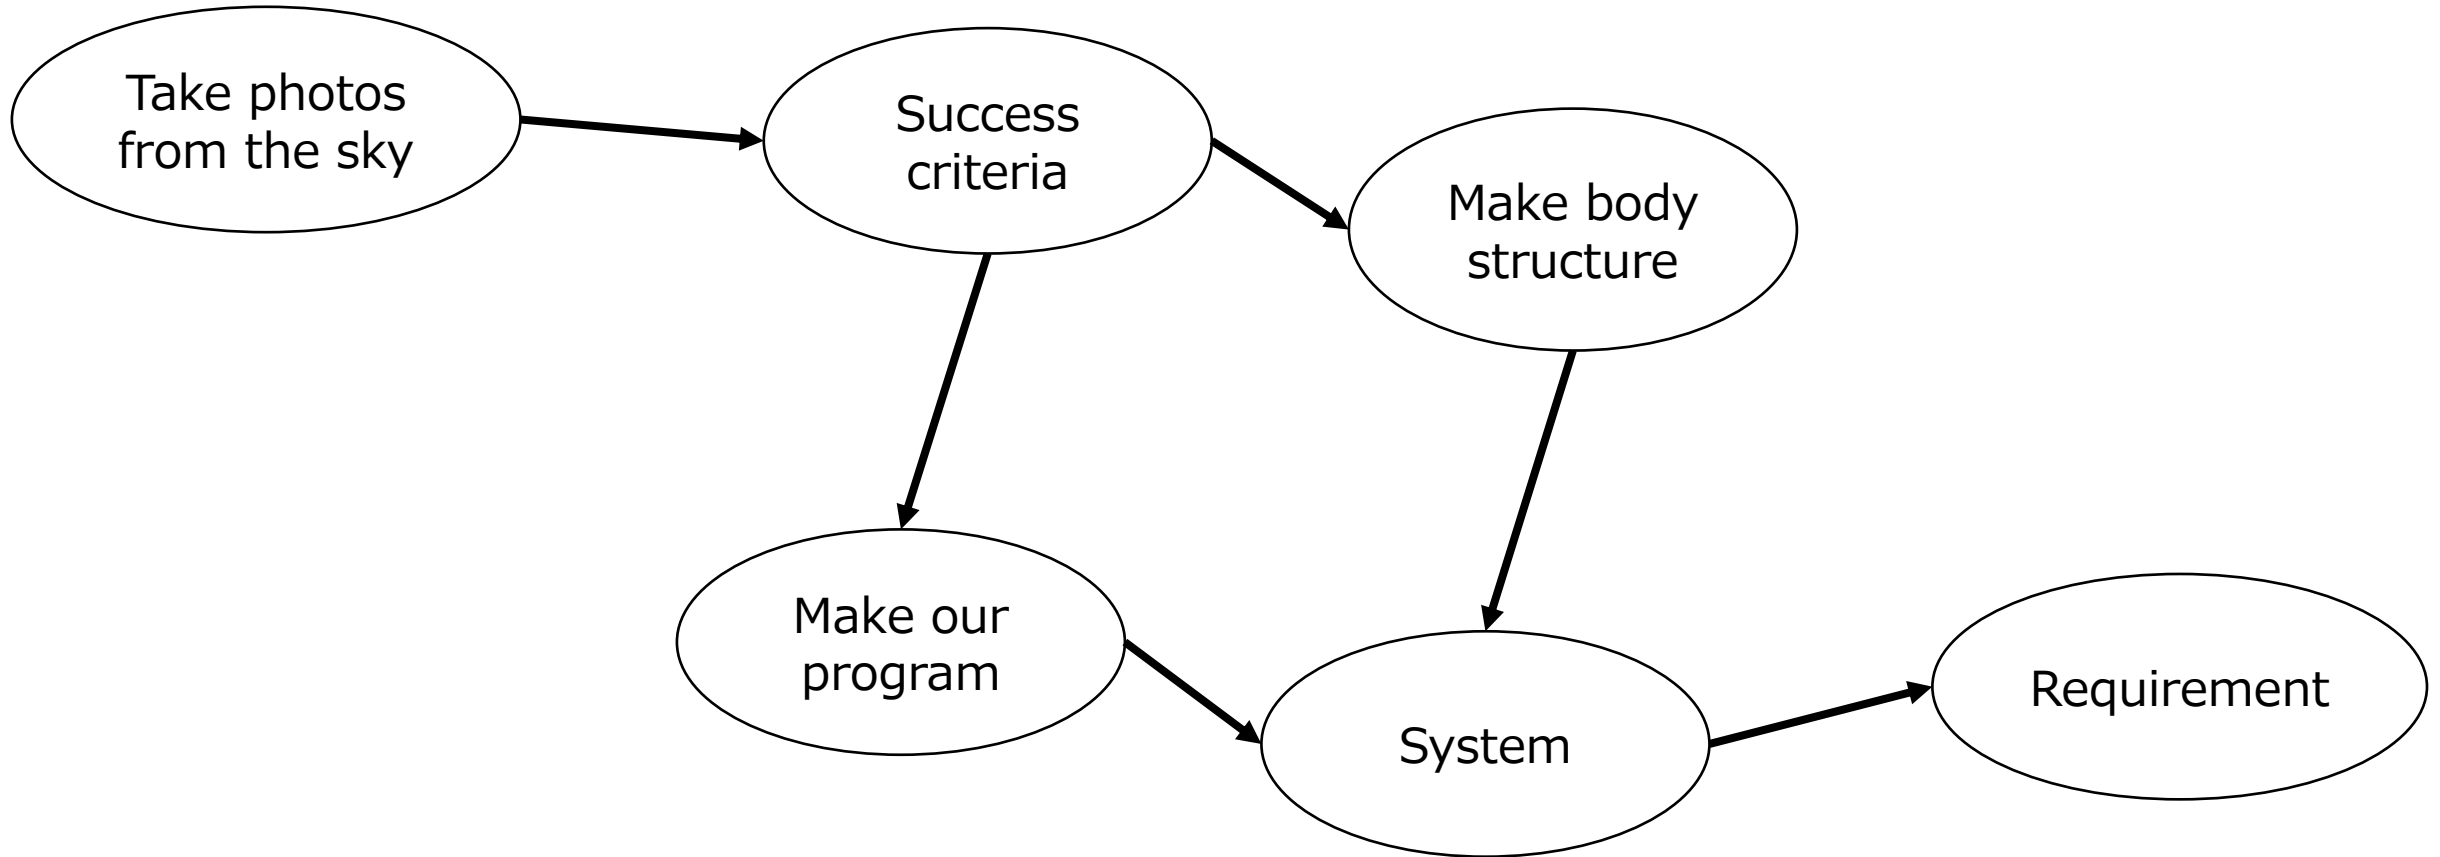 Take photos
from the sky
Success
criteria
Make body
structure
Make our
program
System
Requirement